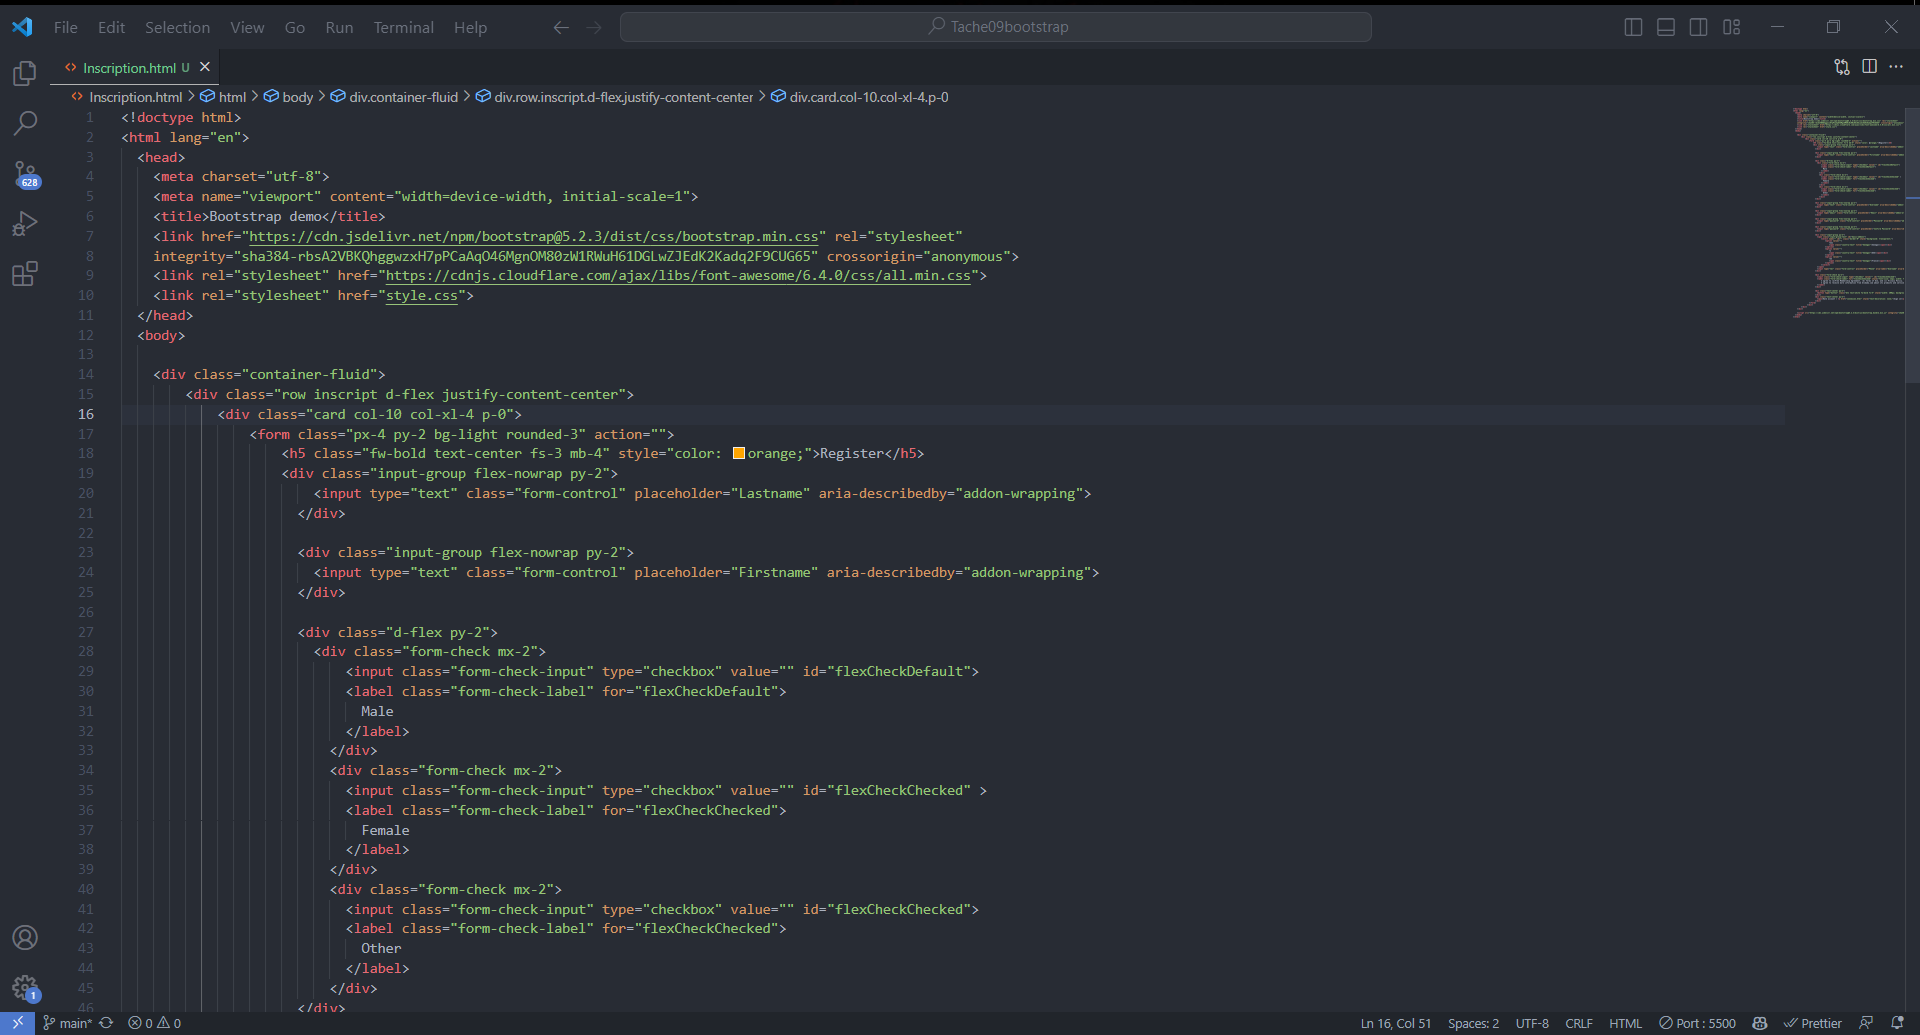 File Edit Selection View Go Run Terminal Help
Tache09bootstrap
Inscription.html U
Inscription.html > html > body > div.container-fluid > div.row.inscript.d-flex.justify-content-center > div.card.col-10.col-xl-4.p-0
1 <!doctype html>
2 <html lang="en">
3 <head>
4 <meta charset="utf-8">
5 <meta name="viewport" content="width=device-width, initial-scale=1">
6 <title>Bootstrap demo</title>
7 <link href="https://cdn.jsdelivr.net/npm/bootstrap@5.2.3/dist/css/bootstrap.min.css" rel="stylesheet"
8 integrity="sha384-rbsA2VBKQhggwzxH7pPCaAqO46MgnOM80zW1RWuH61DGLwZJEdK2Kadq2F9CUG65" crossorigin="anonymous">
9 <link rel="stylesheet" href="https://cdnjs.cloudflare.com/ajax/libs/font-awesome/6.4.0/css/all.min.css">
10 <link rel="stylesheet" href="style.css">
11 </head>
12 <body>
13
14 <div class="container-fluid">
15 <div class="row inscript d-flex justify-content-center">
16 <div class="card col-10 col-xl-4 p-0">
17 <form class="px-4 py-2 bg-light rounded-3" action="">
18 <h5 class="fw-bold text-center fs-3 mb-4" style="color: orange;">Register</h5>
19 <div class="input-group flex-nowrap py-2">
20 <input type="text" class="form-control" placeholder="Lastname" aria-describedby="addon-wrapping">
21 </div>
22
23 <div class="input-group flex-nowrap py-2">
24 <input type="text" class="form-control" placeholder="Firstname" aria-describedby="addon-wrapping">
25 </div>
26
27 <div class="d-flex py-2">
28 <div class="form-check mx-2">
29 <input class="form-check-input" type="checkbox" value="" id="flexCheckDefault">
30 <label class="form-check-label" for="flexCheckDefault">
31 Male
32 </label>
33 </div>
34 <div class="form-check mx-2">
35 <input class="form-check-input" type="checkbox" value="" id="flexCheckChecked" >
36 <label class="form-check-label" for="flexCheckChecked">
37 Female
38 </label>
39 </div>
40 <div class="form-check mx-2">
41 <input class="form-check-input" type="checkbox" value="" id="flexCheckChecked">
42 <label class="form-check-label" for="flexCheckChecked">
43 Other
44 </label>
45 </div>
46 </div>
628
1
main* 0 0 Ln 16, Col 51 Spaces: 2 UTF-8 CRLF HTML Port : 5500 Prettier